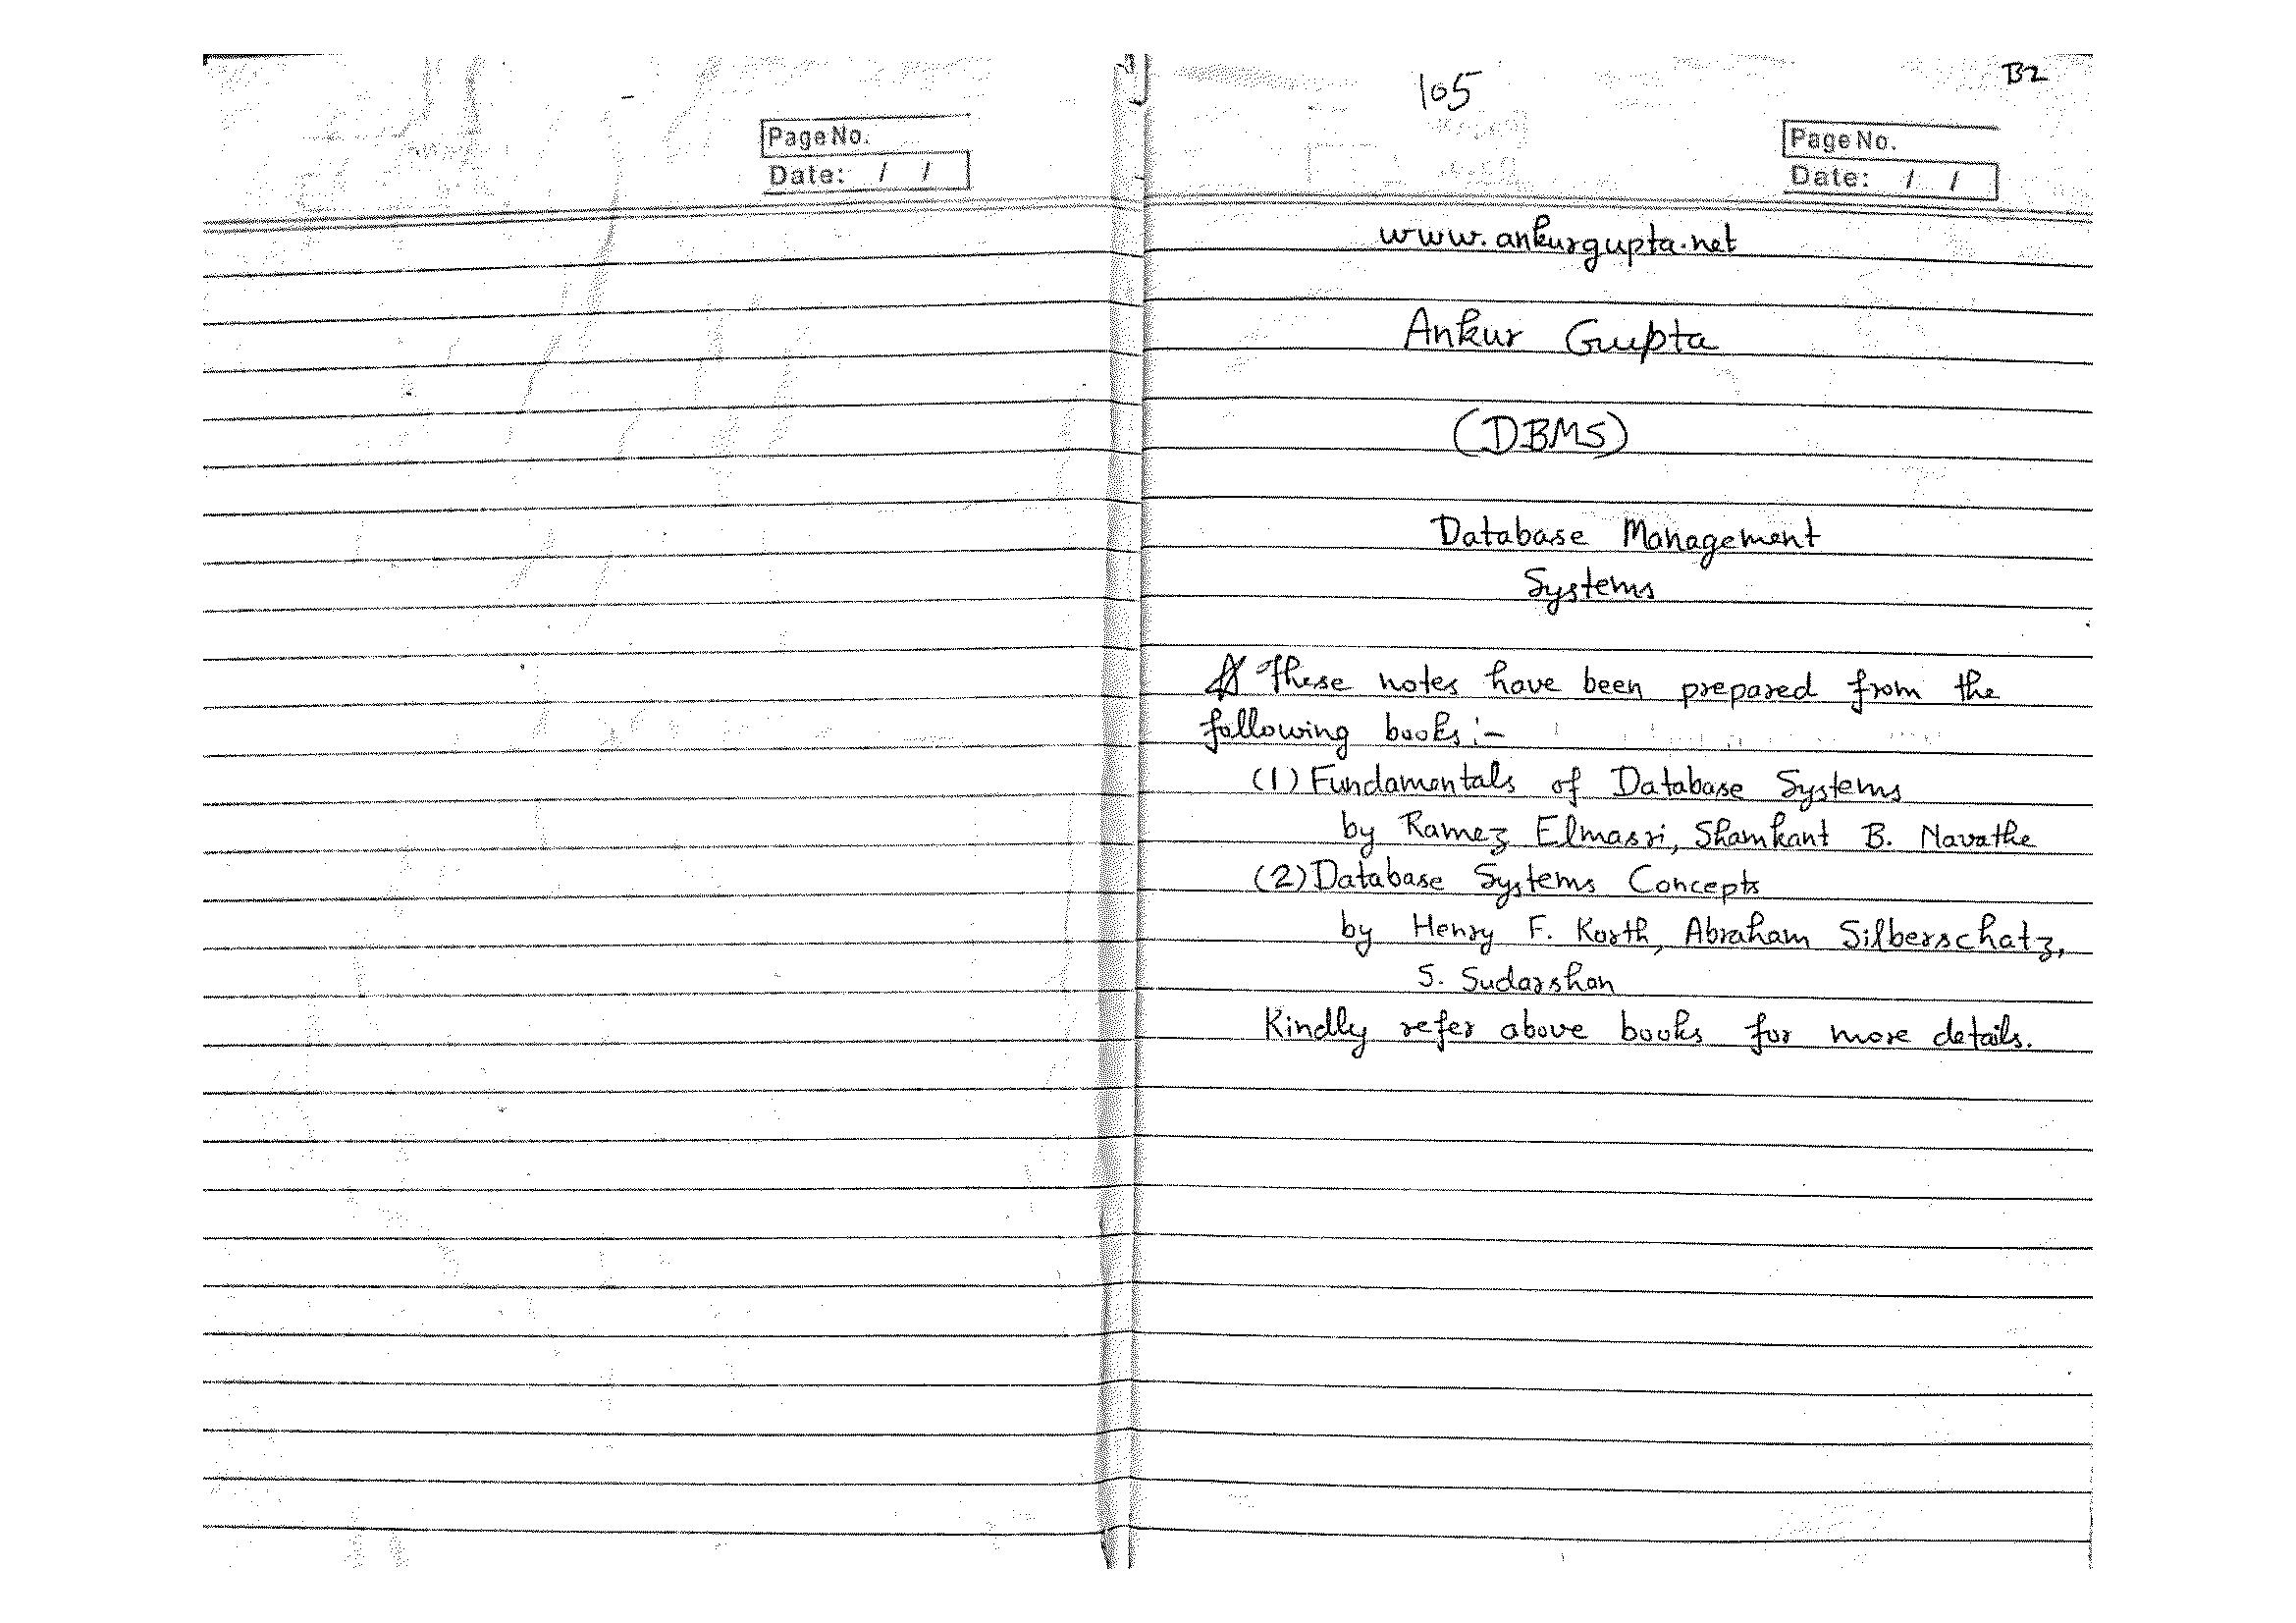 Page No.
Date: / /
105
B2
Page No.
Date: / /
www.ankurgupta.net
Ankur Gupta
(DBMS)
Database Management
Systems
These notes have been prepared from the
following books:-
(1) Fundamentals of Database Systems
by Ramez Elmasri, Shamkant B. Navathe
(2) Database Systems Concepts
by Henry F. Korth, Abraham Silberschatz,
S. Sudarshan
Kindly refer above books for more details.